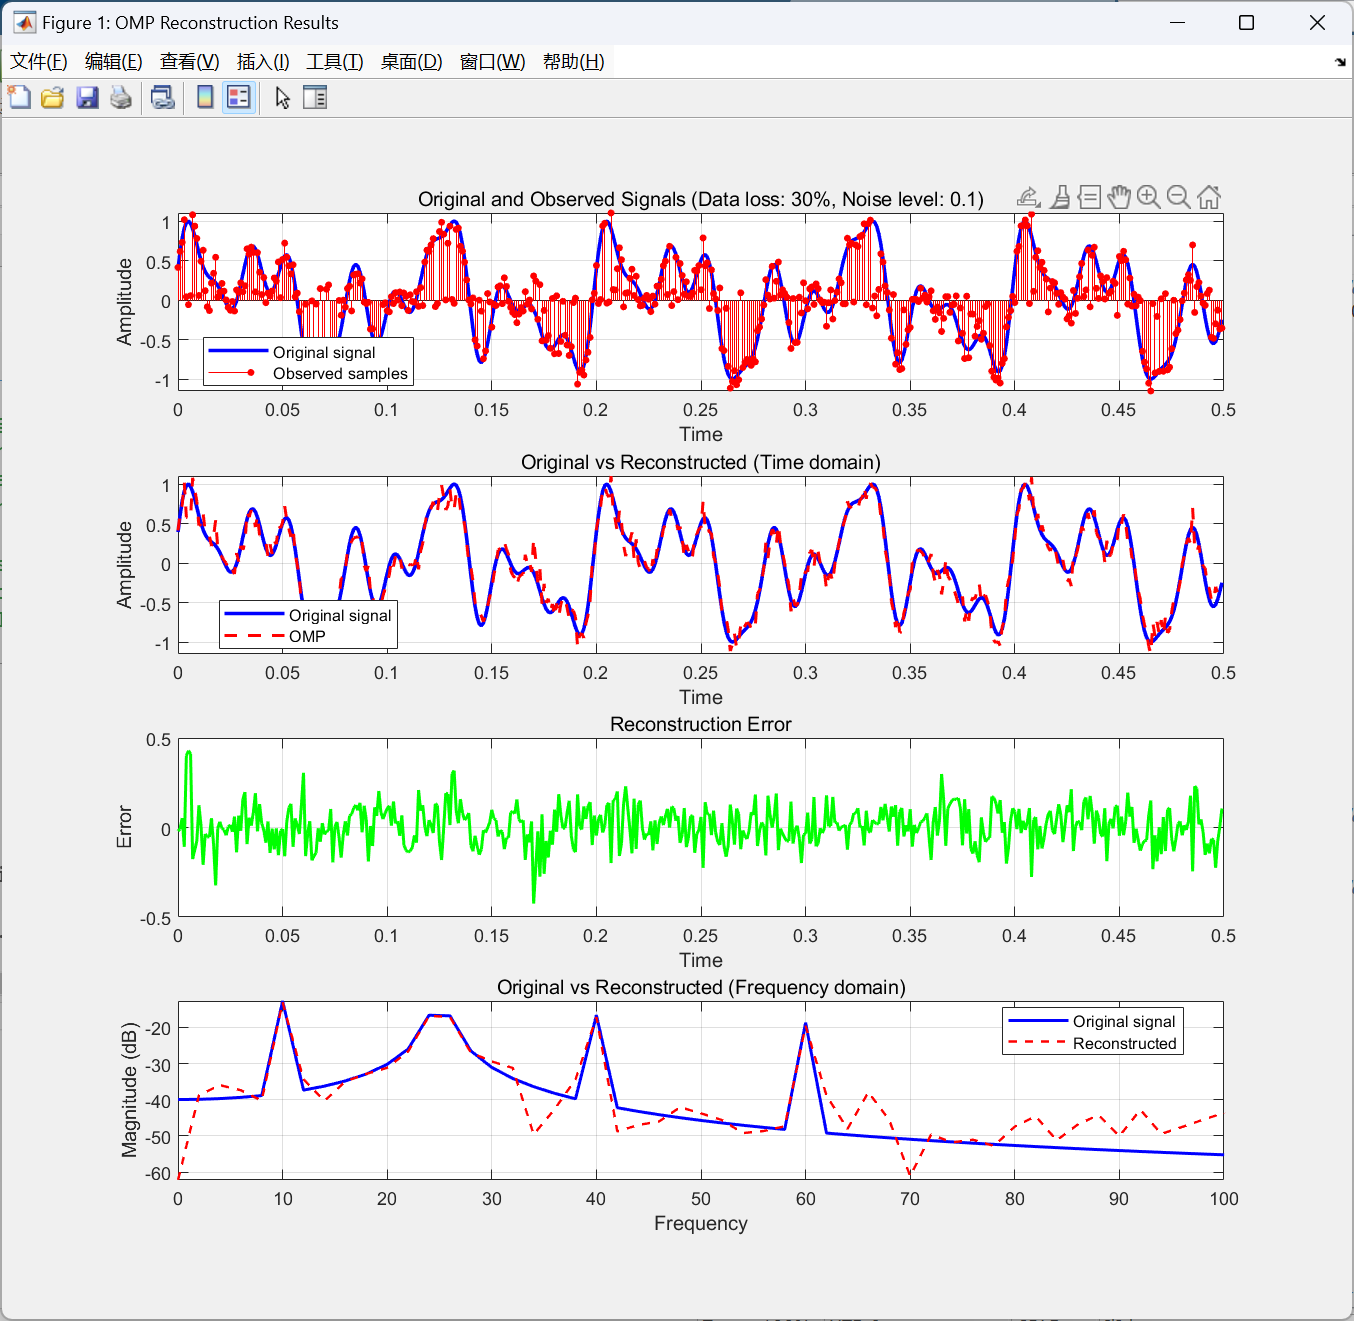 Figure 1: OMP Reconstruction Results
文件(F) 编辑(E) 查看(V) 插入(I) 工具(T) 桌面(D) 窗口(W) 帮助(H)
Original and Observed Signals (Data loss: 30%, Noise level: 0.1)
1
0.5
0
-0.5
-1
Amplitude
Original signal
Observed samples
0 0.05 0.1 0.15 0.2 0.25 0.3 0.35 0.4 0.45 0.5
Time
Original vs Reconstructed (Time domain)
1
0.5
0
-0.5
-1
Amplitude
Original signal
OMP
0 0.05 0.1 0.15 0.2 0.25 0.3 0.35 0.4 0.45 0.5
Time
Reconstruction Error
0.5
0
-0.5
Error
0 0.05 0.1 0.15 0.2 0.25 0.3 0.35 0.4 0.45 0.5
Time
Original vs Reconstructed (Frequency domain)
-20
-30
-40
-50
-60
Magnitude (dB)
Original signal
Reconstructed
0 10 20 30 40 50 60 70 80 90 100
Frequency